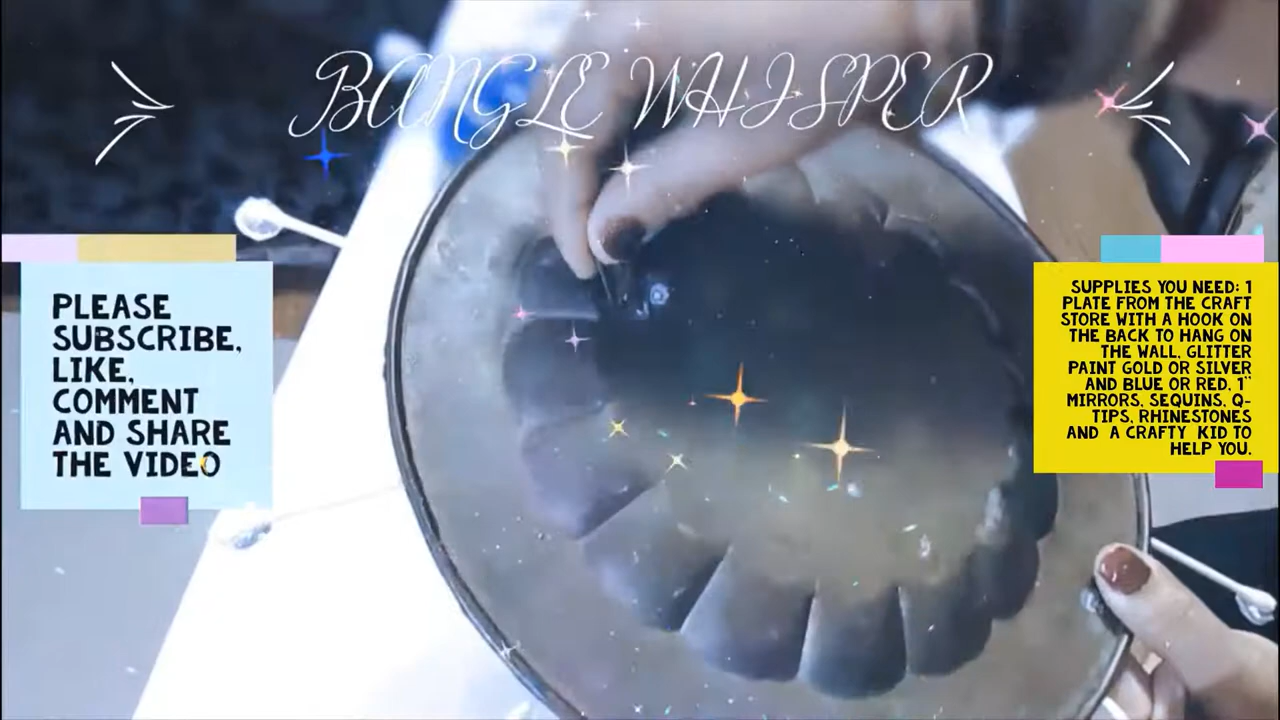 BANGLE WHISPER
PLEASE
SUBSCRIBE,
LIKE,
COMMENT
AND SHARE
THE VIDEO
SUPPLIES YOU NEED: 1
PLATE FROM THE CRAFT
STORE WITH A HOOK ON
THE BACK TO HANG ON
THE WALL, GLITTER
PAINT GOLD OR SILVER
AND BLUE OR RED, 1"
MIRRORS, SEQUINS, Q-
TIPS, RHINESTONES
AND A CRAFTY KID TO
HELP YOU.